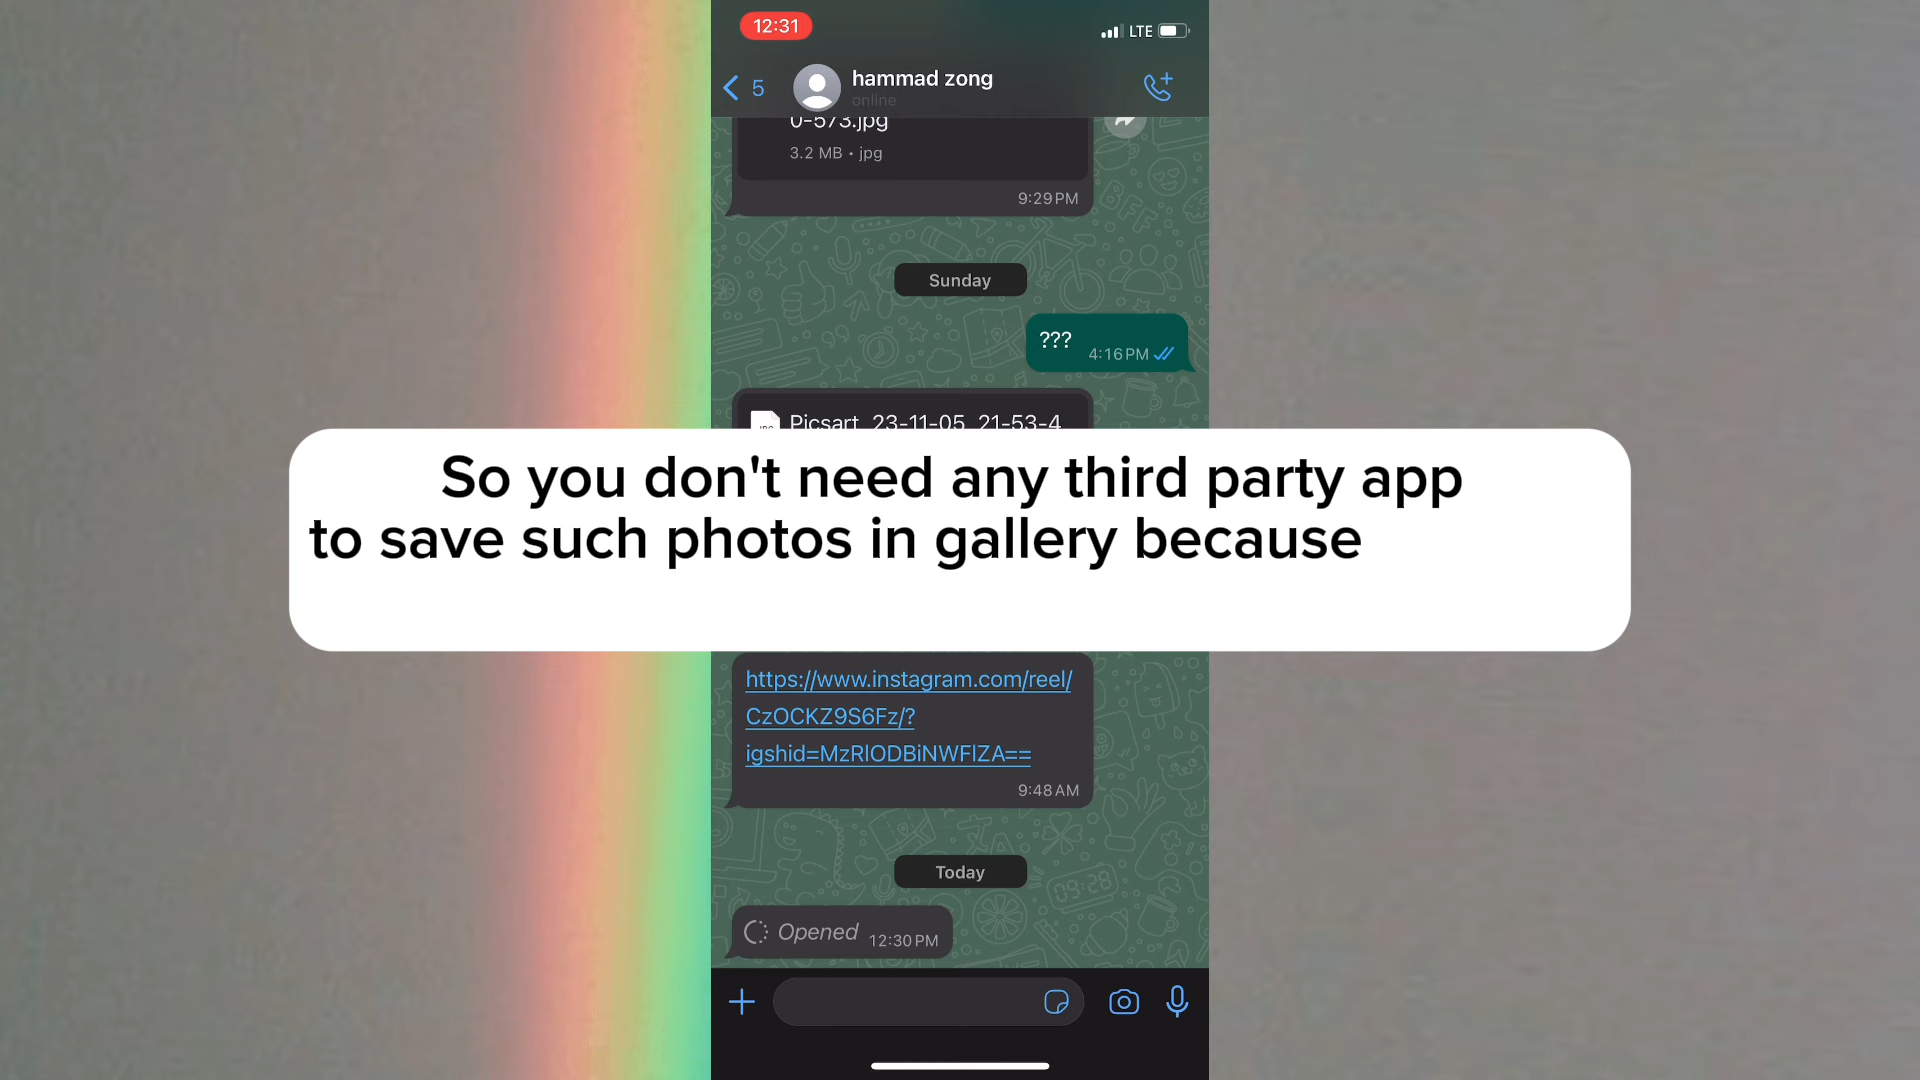 12:31
LTE
5
hammad zong
online
0-573.jpg
3.2 MB • jpg
9:29 PM
Sunday
???
4:16 PM
Picsart_23-11-05_21-53-4
So you don't need any third party app
to save such photos in gallery because
https://www.instagram.com/reel/
CzOCKZ9S6Fz/?
igshid=MzRlODBiNWFlZA==
9:48 AM
Today
Opened
12:30 PM